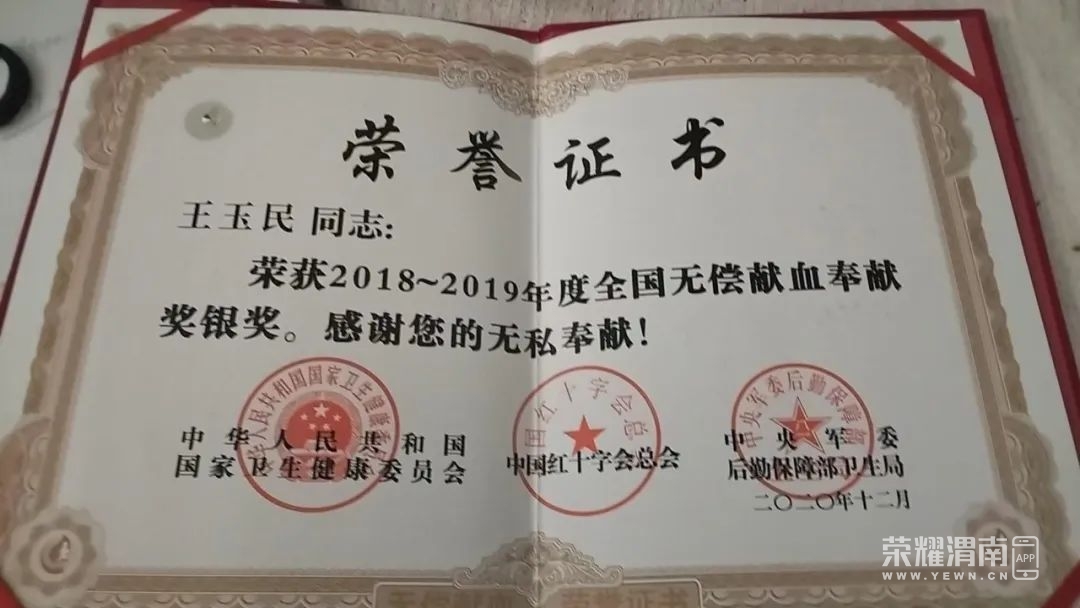 荣誉证书
王玉民 同志：
荣获2018~2019年度全国无偿献血奉献
奖银奖。感谢您的无私奉献！
中华人民共和国
国家卫生健康委员会
中国红十字会总会
中央军委
后勤保障部卫生局
二〇二〇年十二月
荣耀渭南
APP
WWW.YEWN.CN